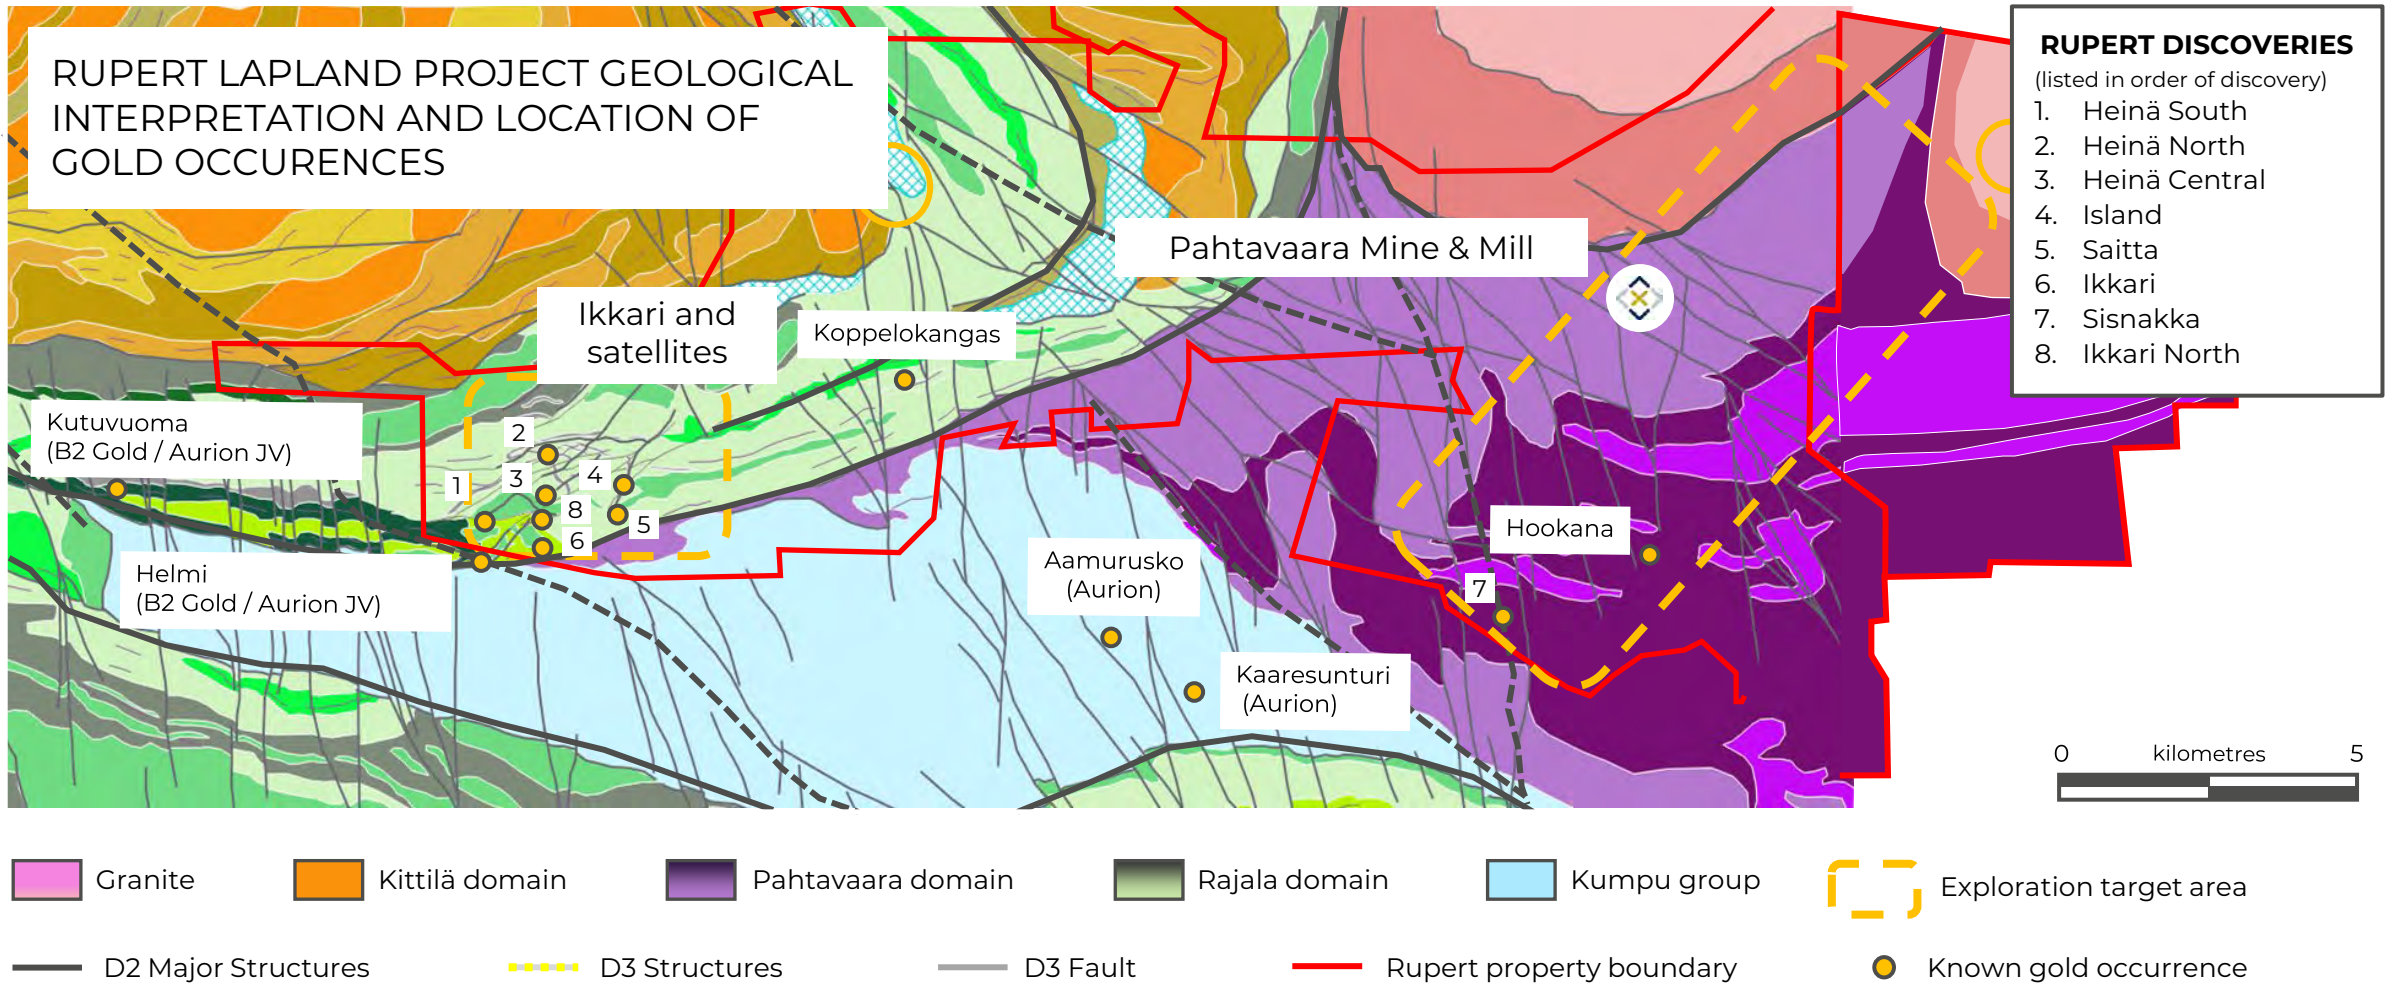 RUPERT LAPLAND PROJECT GEOLOGICAL
INTERPRETATION AND LOCATION OF
GOLD OCCURENCES
RUPERT DISCOVERIES
(listed in order of discovery)
1. Heinä South
2. Heinä North
3. Heinä Central
4. Island
5. Saitta
6. Ikkari
7. Sisnakka
8. Ikkari North
Pahtavaara Mine & Mill
Ikkari and
satellites
Koppelokangas
Kutuvuoma
(B2 Gold / Aurion JV)
2
1
3
4
8
5
6
Hookana
Helmi
(B2 Gold / Aurion JV)
Aamurusko
(Aurion)
7
Kaaresunturi
(Aurion)
0 kilometres 5
Granite
Kittilä domain
Pahtavaara domain
Rajala domain
Kumpu group
Exploration target area
D2 Major Structures
D3 Structures
D3 Fault
Rupert property boundary
Known gold occurrence